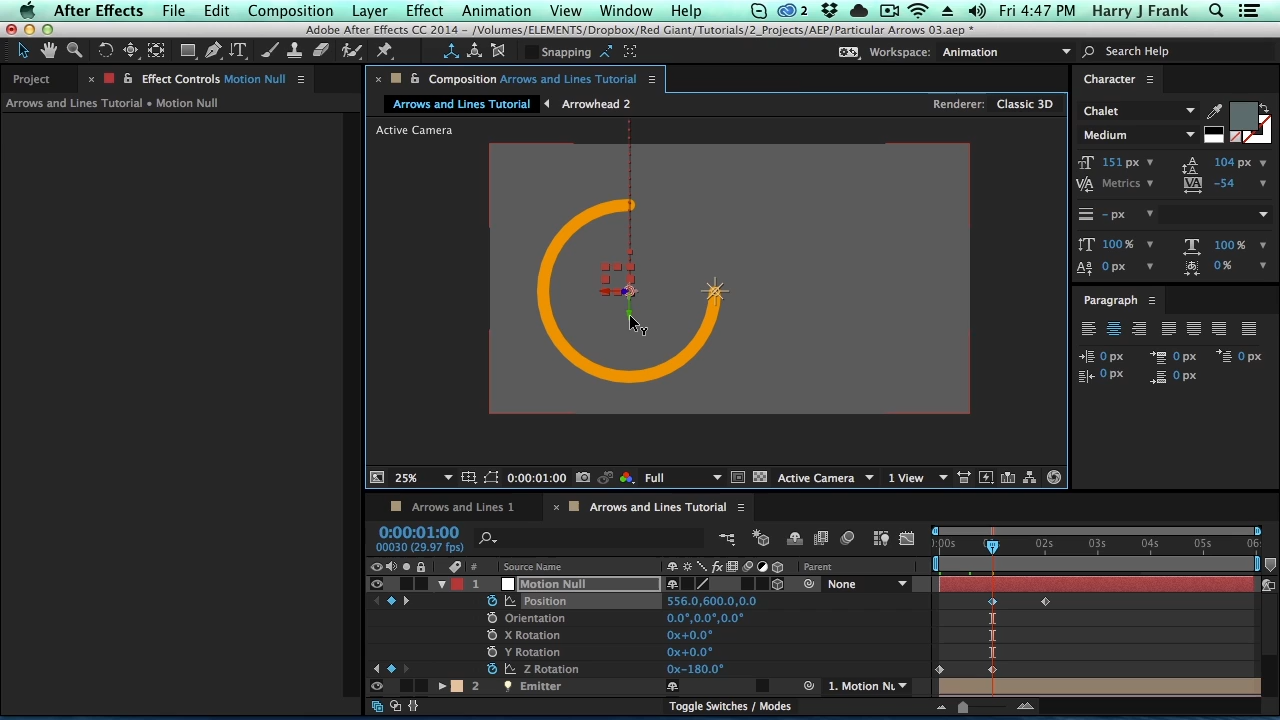 After Effects File Edit Composition Layer Effect Animation View Window Help 2 Fri 4:47 PM Harry J Frank
Adobe After Effects CC 2014 - /Volumes/ELEMENTS/Dropbox/Red Giant/Tutorials/2_Projects/AEP/Particular Arrows 03.aep *
Snapping Workspace: Animation Search Help
Project × Effect Controls Motion Null
Arrows and Lines Tutorial • Motion Null
× Composition Arrows and Lines Tutorial
Arrows and Lines Tutorial Arrowhead 2 Renderer: Classic 3D
Active Camera
Y
25% 0:00:01:00 Full Active Camera 1 View
Character
Chalet
Medium
151 px 104 px
Metrics -54
- px
100 % 100 %
0 px 0 %
Paragraph
0 px 0 px 0 px
0 px 0 px
Arrows and Lines 1 × Arrows and Lines Tutorial
0:00:01:00
00030 (29.97 fps)
:00s 02s 03s 04s 05s 06
# Source Name fx Parent
1 Motion Null None
Position 556.0,600.0,0.0
Orientation 0.0°,0.0°,0.0°
X Rotation 0x+0.0°
Y Rotation 0x+0.0°
Z Rotation 0x-180.0°
2 Emitter 1. Motion Nu
Toggle Switches / Modes